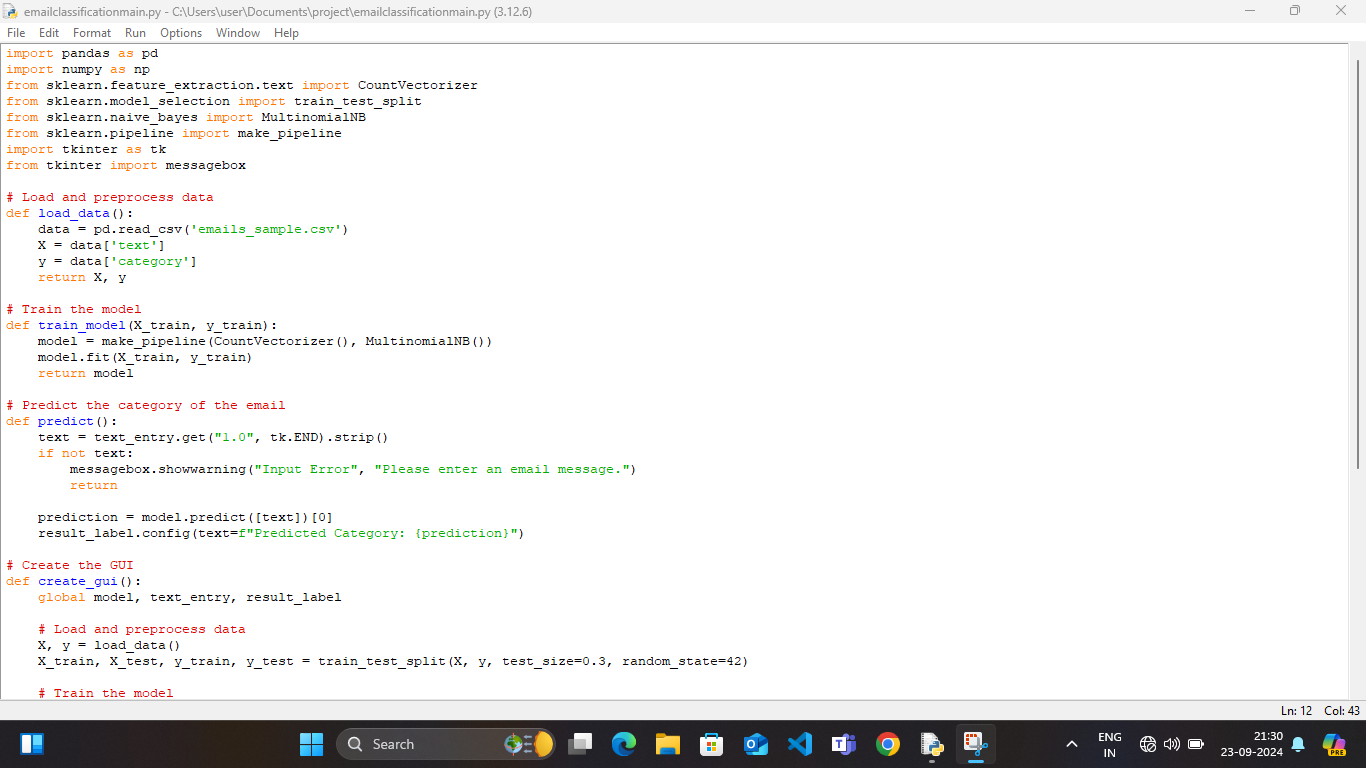 emailclassificationmain.py - C:\Users\user\Documents\project\emailclassificationmain.py (3.12.6)
File Edit Format Run Options Window Help
import pandas as pd
import numpy as np
from sklearn.feature_extraction.text import CountVectorizer
from sklearn.model_selection import train_test_split
from sklearn.naive_bayes import MultinomialNB
from sklearn.pipeline import make_pipeline
import tkinter as tk
from tkinter import messagebox

# Load and preprocess data
def load_data():
    data = pd.read_csv('emails_sample.csv')
    X = data['text']
    y = data['category']
    return X, y

# Train the model
def train_model(X_train, y_train):
    model = make_pipeline(CountVectorizer(), MultinomialNB())
    model.fit(X_train, y_train)
    return model

# Predict the category of the email
def predict():
    text = text_entry.get("1.0", tk.END).strip()
    if not text:
        messagebox.showwarning("Input Error", "Please enter an email message.")
        return

    prediction = model.predict([text])[0]
    result_label.config(text=f"Predicted Category: {prediction}")

# Create the GUI
def create_gui():
    global model, text_entry, result_label

    # Load and preprocess data
    X, y = load_data()
    X_train, X_test, y_train, y_test = train_test_split(X, y, test_size=0.3, random_state=42)

    # Train the model
Ln: 12 Col: 43
Search
ENG
IN
21:30
23-09-2024
PRE